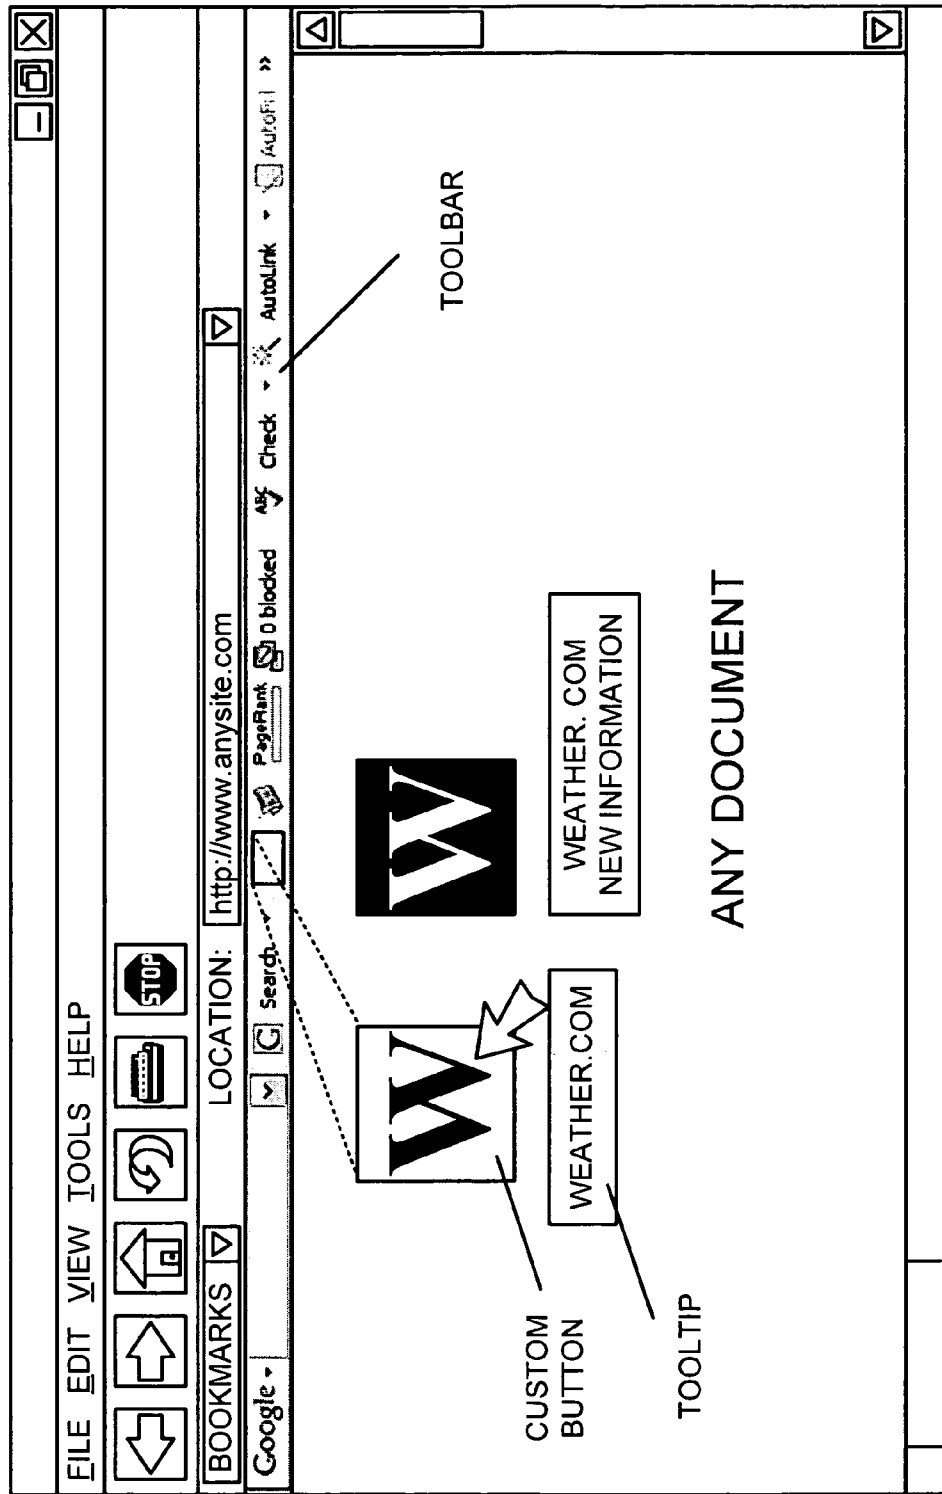 FILE EDIT VIEW TOOLS HELP
STOP
BOOKMARKS LOCATION: http://www.anysite.com
Google G Search PageRank 0 blocked ABC Check AutoLink AutoFill »
TOOLBAR
W W
CUSTOM
BUTTON
WEATHER.COM
WEATHER. COM
NEW INFORMATION
TOOLTIP
ANY DOCUMENT